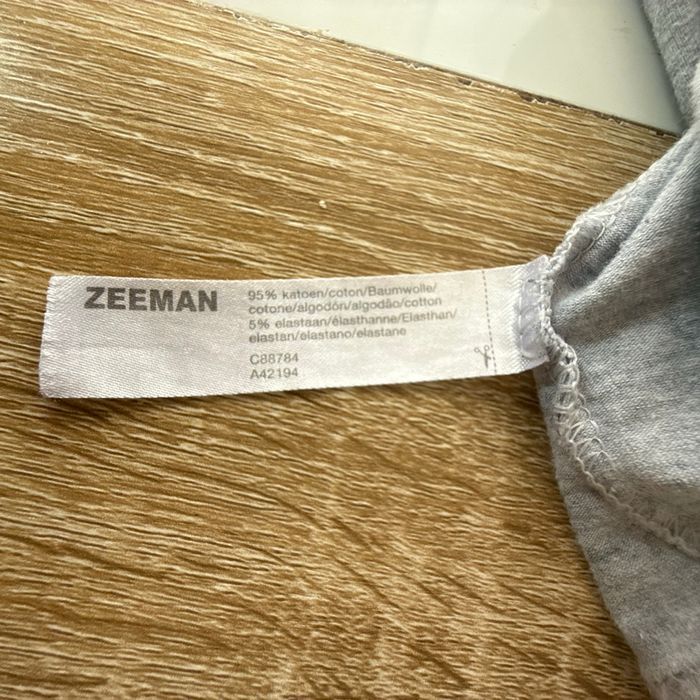 ZEEMAN
95% katoen/coton/Baumwolle/
cotone/algodón/algodão/cotton
5% elastaan/élasthanne/Elasthan/
elastan/elastano/elastane
C88784
A42194